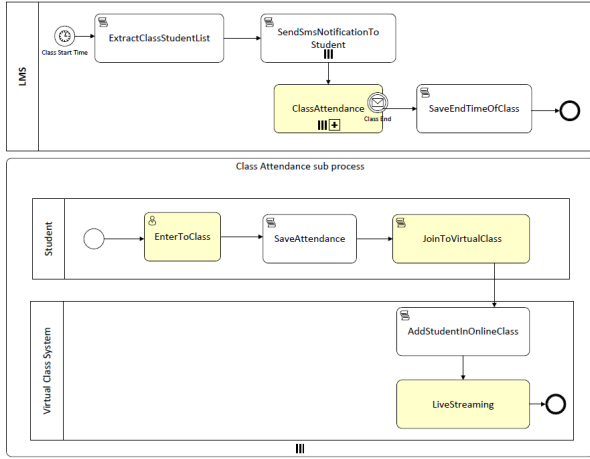 LMS
Class Start Time
ExtractClassStudentList
SendSmsNotificationTo
Student
ClassAttendance
Class End
SaveEndTimeOfClass
Class Attendance sub process
Student
EnterToClass
SaveAttendance
JoinToVirtualClass
Virtual Class System
AddStudentInOnlineClass
LiveStreaming